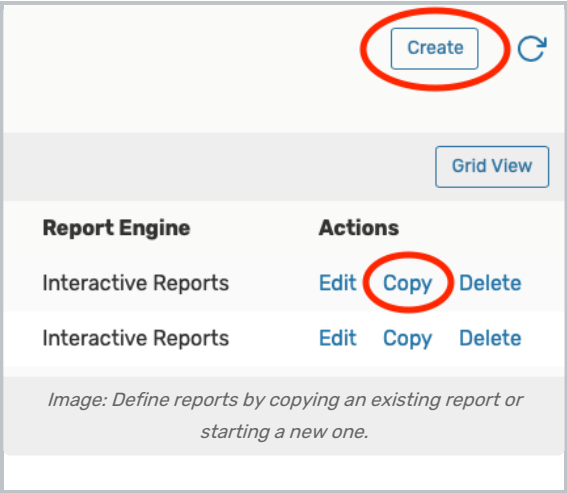 Create
Grid View
Report Engine Actions
Interactive Reports Edit Copy Delete
Interactive Reports Edit Copy Delete
Image: Define reports by copying an existing report or
starting a new one.